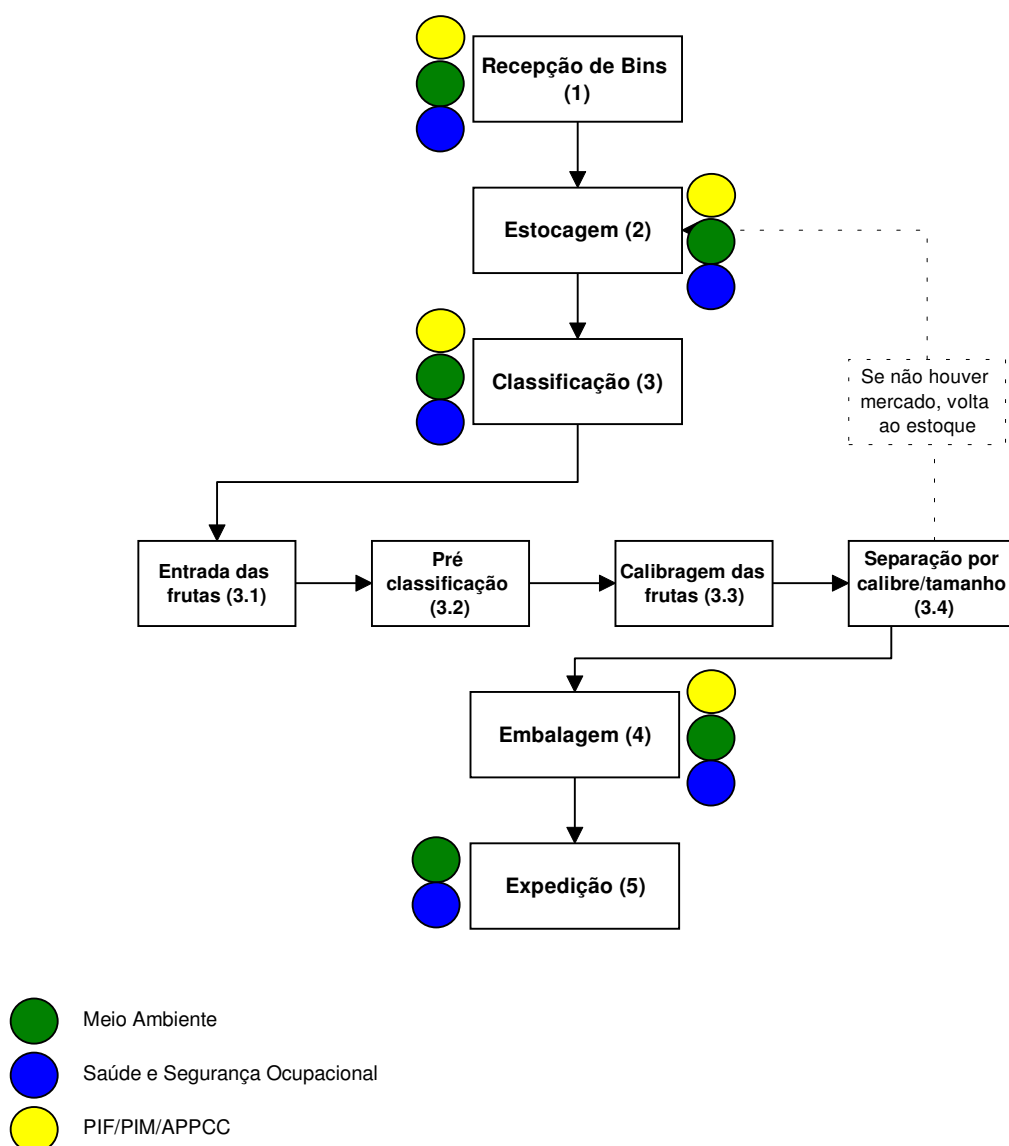 Recepção de Bins
(1)
Estocagem (2)
Classificação (3)
Se não houver
mercado, volta
ao estoque
Entrada das
frutas (3.1)
Pré
classificação
(3.2)
Calibragem das
frutas (3.3)
Separação por
calibre/tamanho
(3.4)
Embalagem (4)
Expedição (5)
Meio Ambiente
Saúde e Segurança Ocupacional
PIF/PIM/APPCC